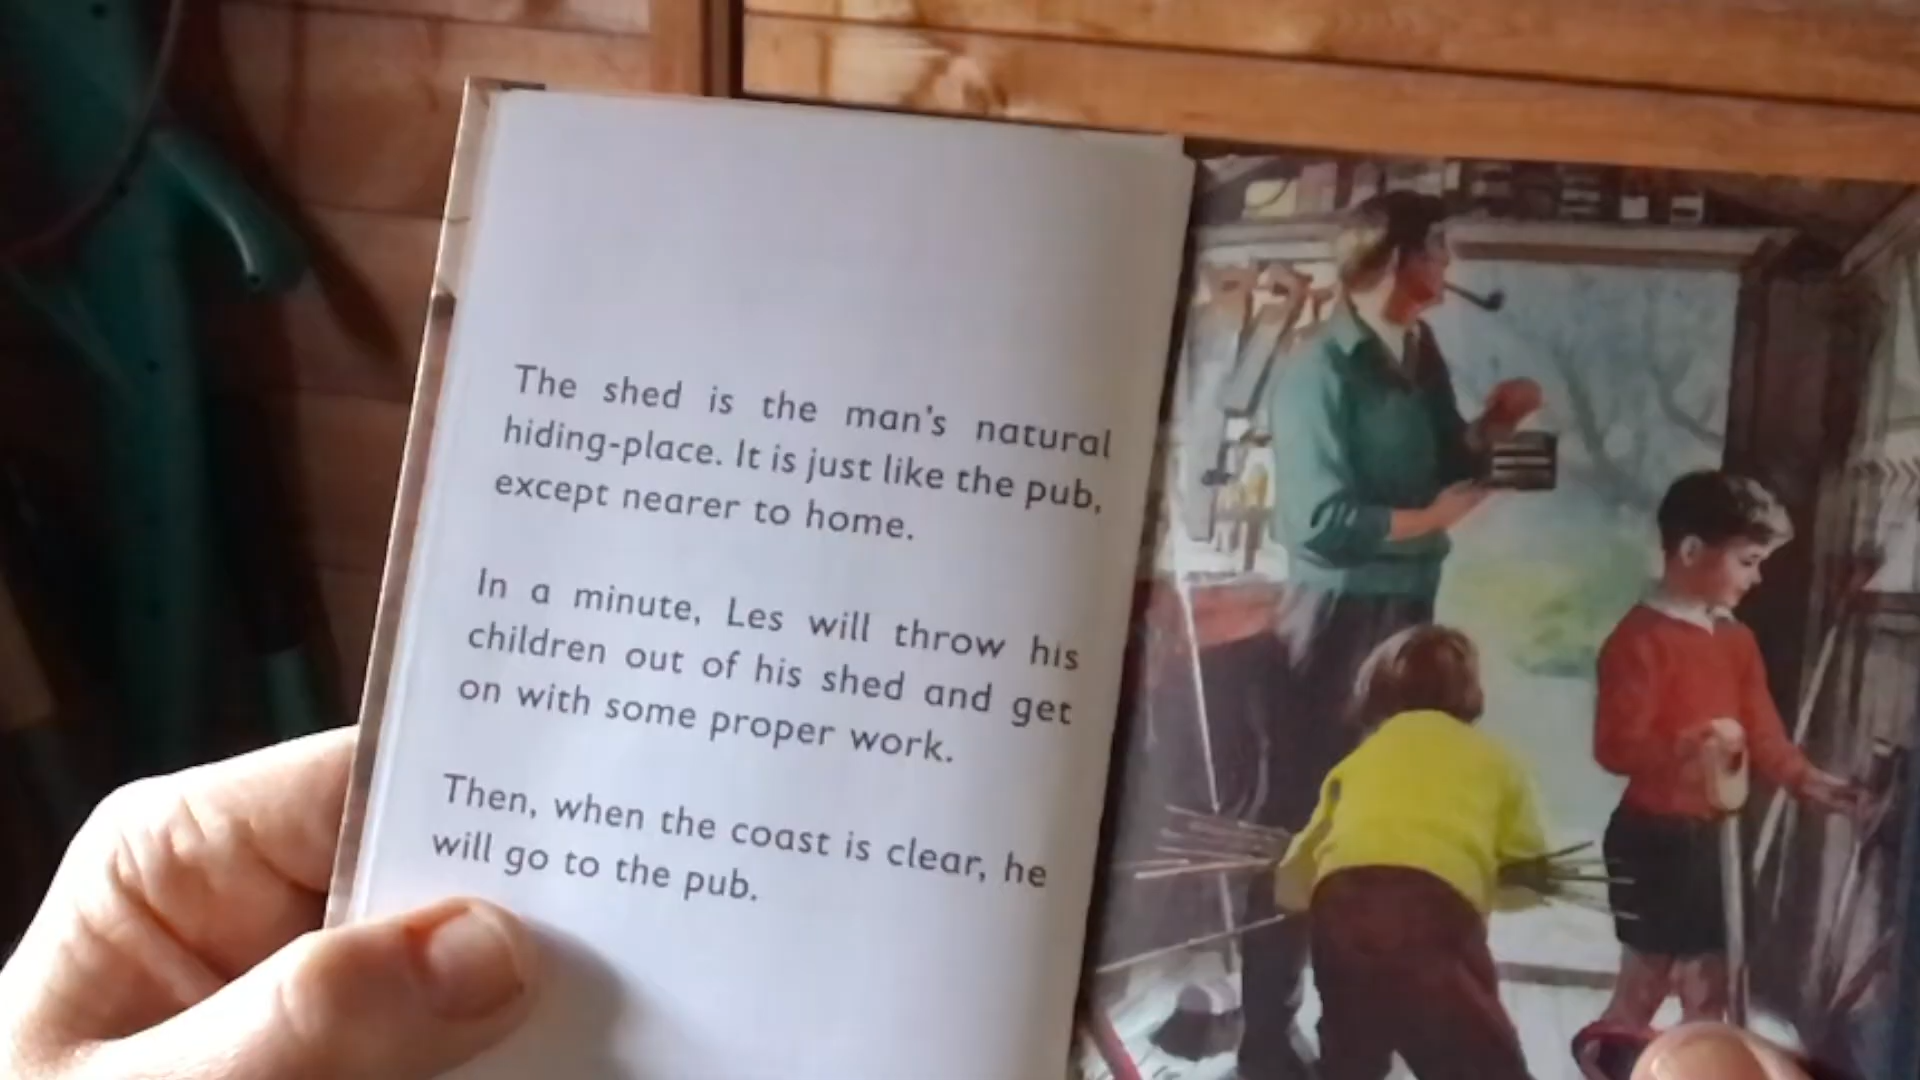 The shed is the man's natural
hiding-place. It is just like the pub,
except nearer to home.
In a minute, Les will throw his
children out of his shed and get
on with some proper work.
Then, when the coast is clear, he
will go to the pub.